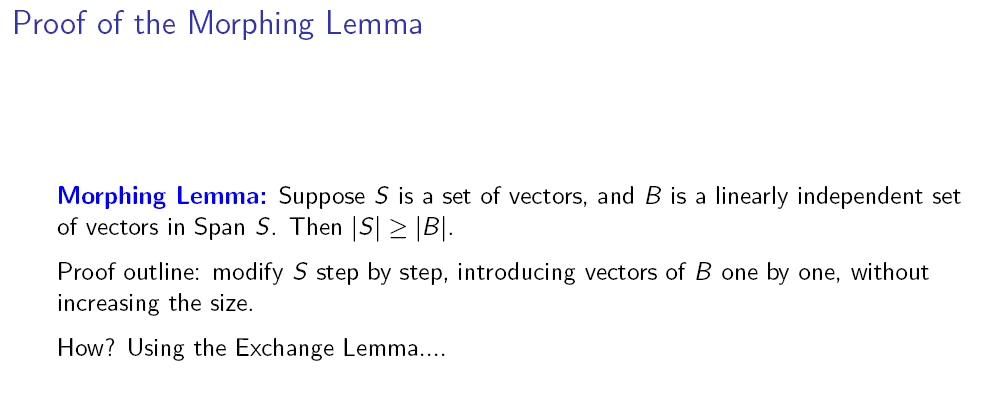 Proof of the Morphing Lemma
Morphing Lemma: Suppose S is a set of vectors, and B is a linearly independent set
of vectors in Span S. Then |S| ≥ |B|.
Proof outline: modify S step by step, introducing vectors of B one by one, without
increasing the size.
How? Using the Exchange Lemma....